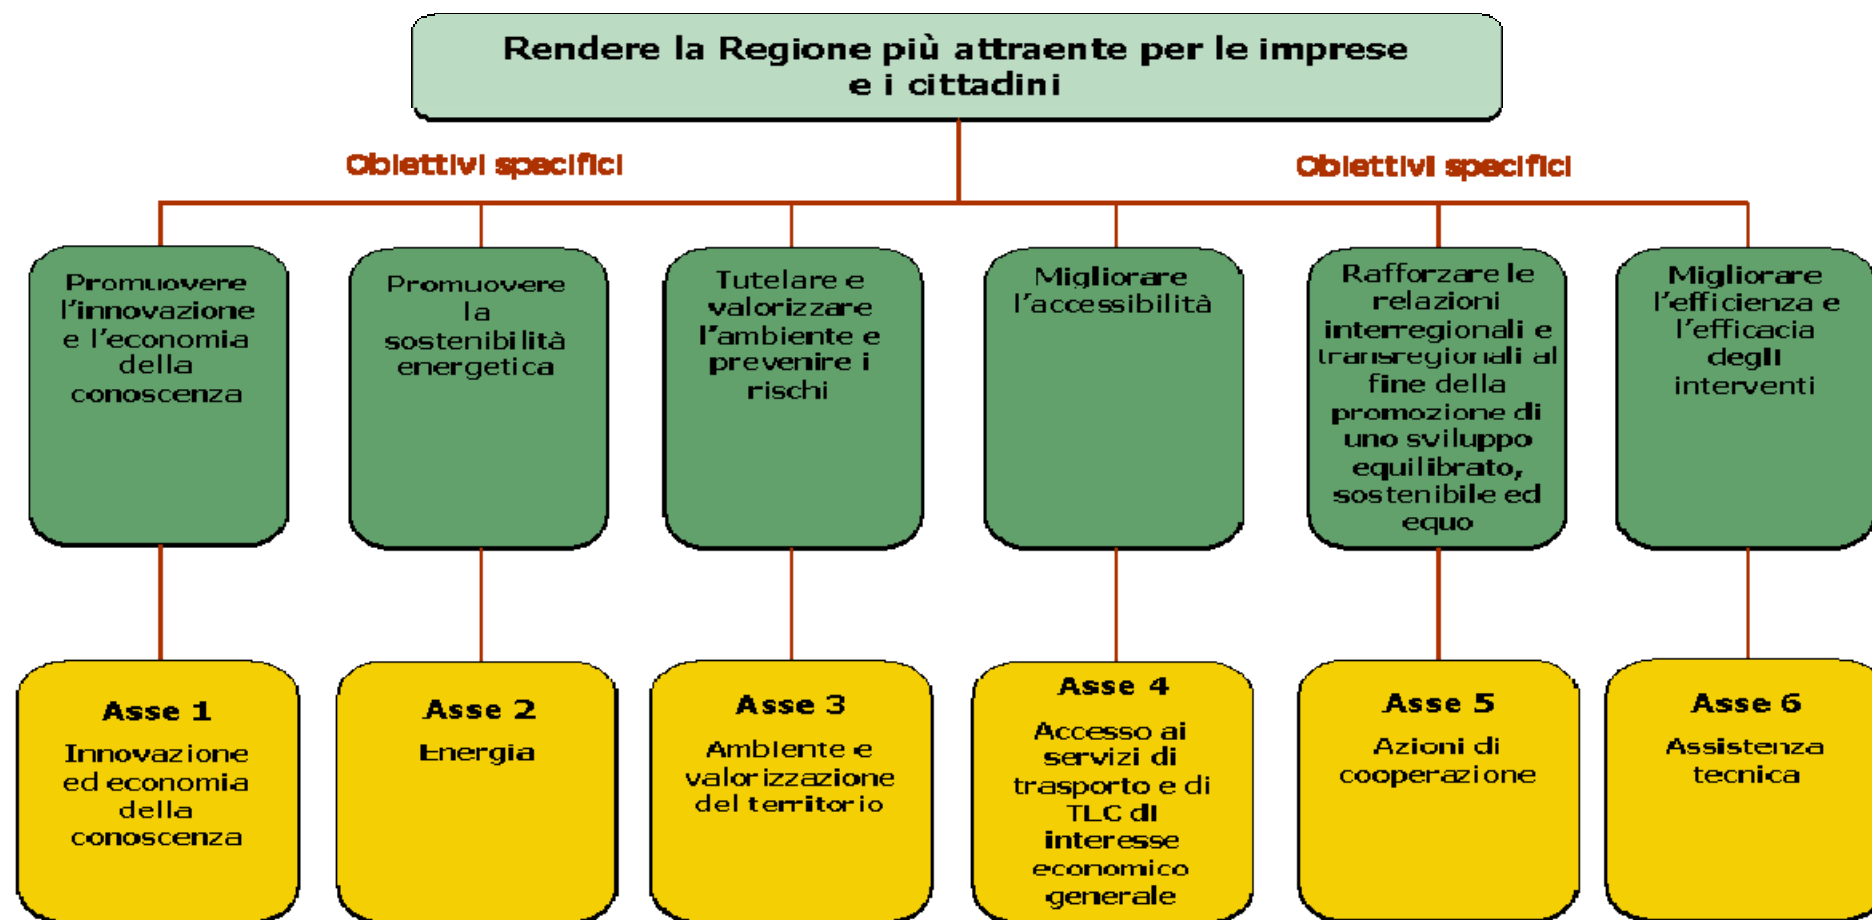 Rendere la Regione più attraente per le imprese
e i cittadini
Obiettivi specifici
Obiettivi specifici
Promuovere
l'innovazione
e l'economia
della
conoscenza
Promuovere
la
sostenibilità
energetica
Tutelare e
valorizzare
l'ambiente e
prevenire i
rischi
Migliorare
l'accessibilità
Rafforzare le
relazioni
interregionali e
transregionali al
fine della
promozione di
uno sviluppo
equilibrato,
sostenibile ed
equo
Migliorare
l'efficienza e
l'efficacia
degli
interventi
Asse 1
Innovazione
ed economia
della
conoscenza
Asse 2
Energia
Asse 3
Ambiente e
valorizzazione
del territorio
Asse 4
Accesso ai
servizi di
trasporto e di
TLC di
interesse
economico
generale
Asse 5
Azioni di
cooperazione
Asse 6
Assistenza
tecnica